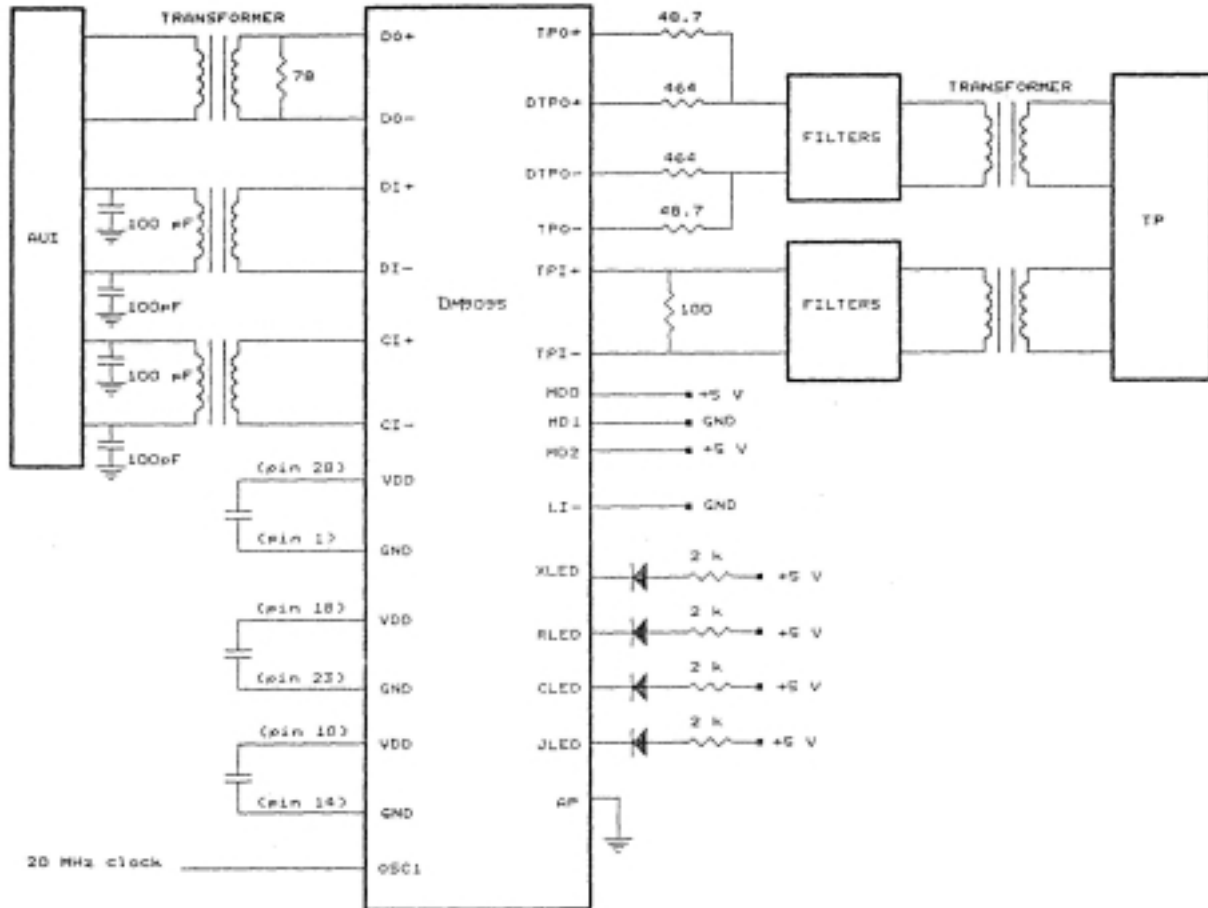 TRANSFORMER
DO+
78
DO-
DI+
100 pF
DI-
100pF
CI+
100 pF
CI-
100pF
AUI
(pin 28)
VDD
(pin 1)
GND
(pin 18)
VDD
(pin 23)
GND
(pin 10)
VDD
(pin 14)
GND
20 MHz clock
OSCI
DM9095
TPO+
48.7
DTPO+
464
464
DTPO-
48.7
TPO-
TPI+
100
TPI-
FILTERS
FILTERS
TRANSFORMER
TP
MD0
+5 V
MD1
GND
MD2
+5 V
LI-
GND
XLED
2 k
+5 V
RLED
2 k
+5 V
CLED
2 k
+5 V
JLED
2 k
+5 V
AP